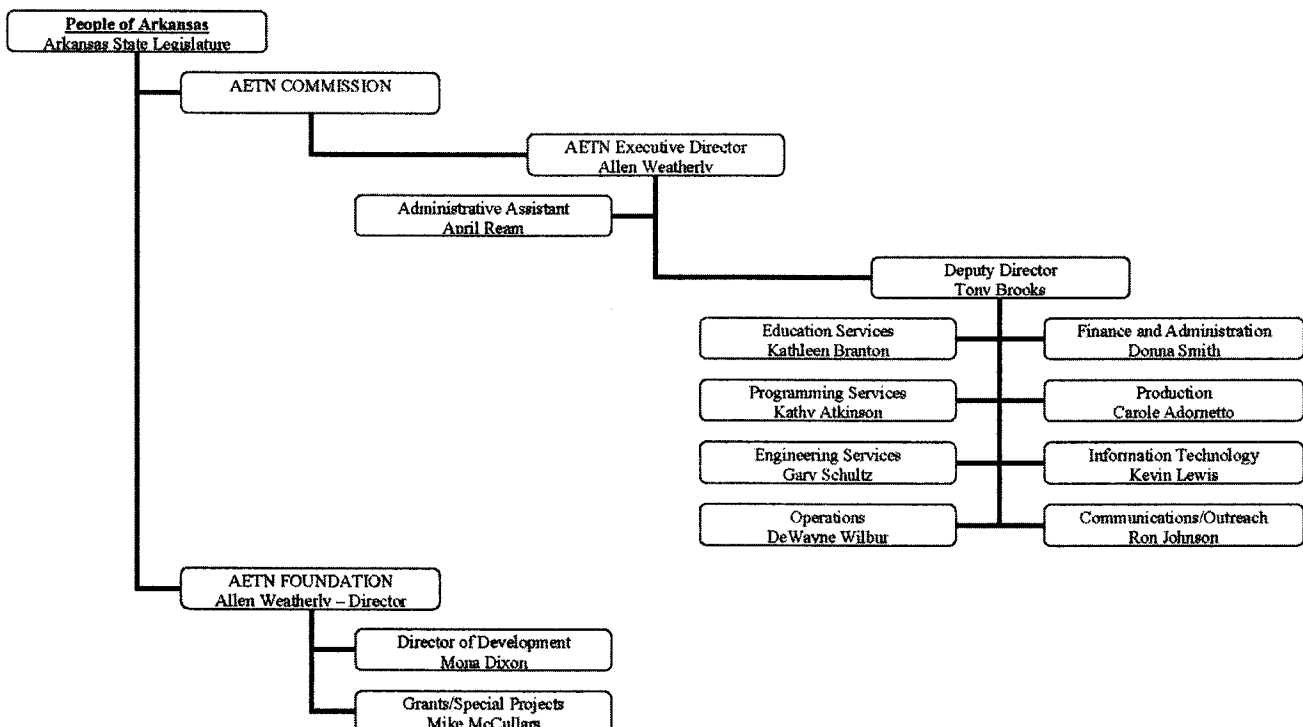 People of Arkansas
Arkansas State Legislature
AETN COMMISSION
AETN Executive Director
Allen Weatherly
Administrative Assistant
April Ream
Deputy Director
Tony Brooks
Education Services
Kathleen Branton
Finance and Administration
Donna Smith
Programming Services
Kathy Atkinson
Production
Carole Adornetto
Engineering Services
Gary Schultz
Information Technology
Kevin Lewis
Operations
DeWayne Wilbur
Communications/Outreach
Ron Johnson
AETN FOUNDATION
Allen Weatherly – Director
Director of Development
Mona Dixon
Grants/Special Projects
Mike McCullars